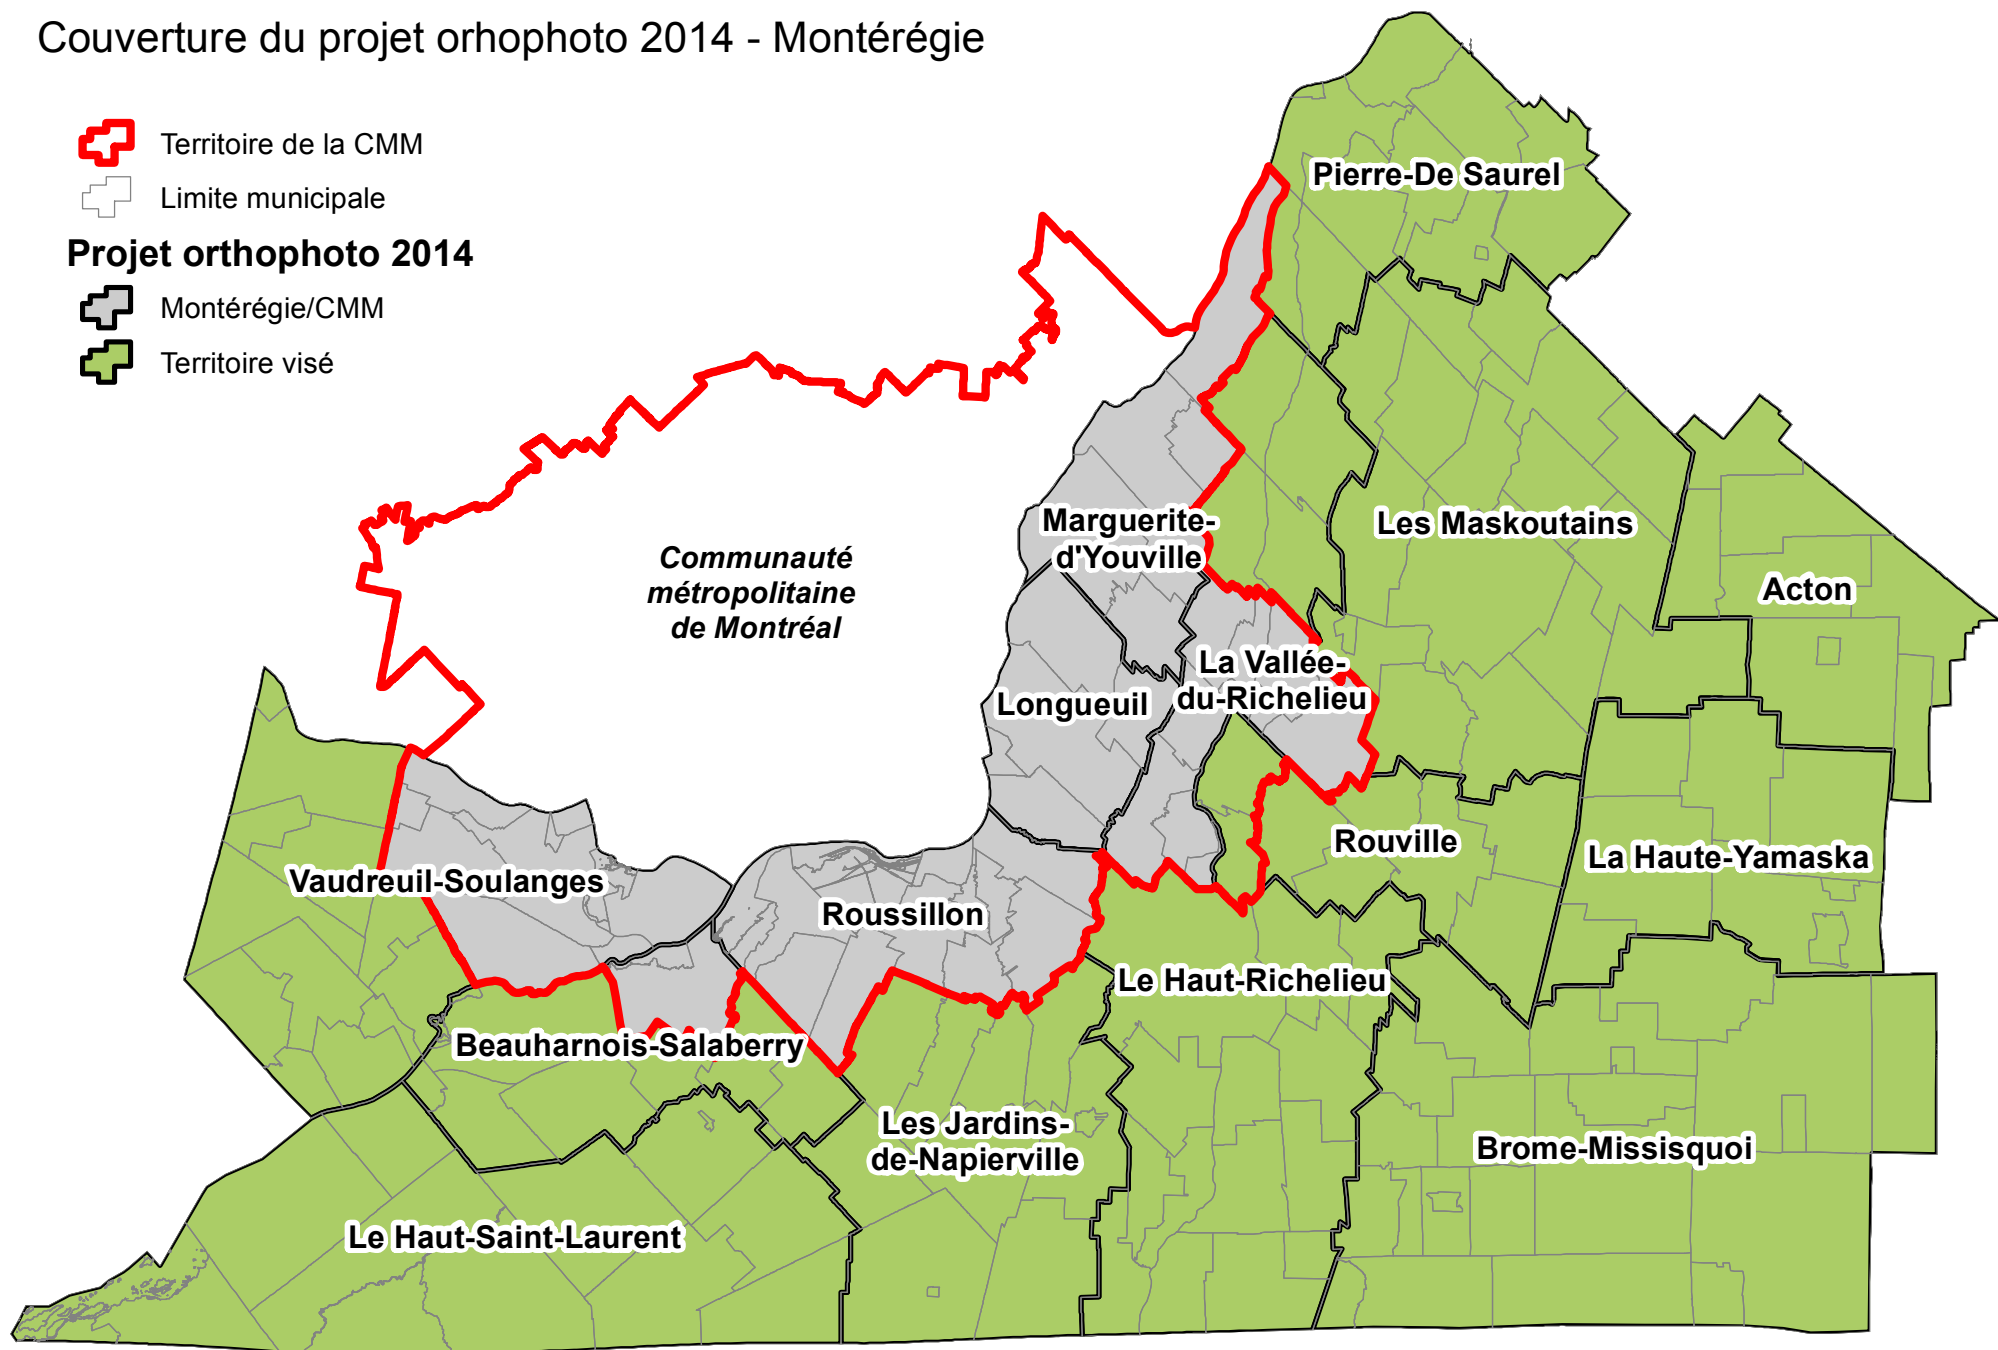 Couverture du projet orhophoto 2014 - Montérégie
Territoire de la CMM
Limite municipale
Projet orthophoto 2014
Montérégie/CMM
Territoire visé
Pierre-De Saurel
Les Maskoutains
Marguerite-
d'Youville
Communauté
métropolitaine
de Montréal
Acton
La Vallée-
du-Richelieu
Longueuil
Rouville
La Haute-Yamaska
Vaudreuil-Soulanges
Roussillon
Le Haut-Richelieu
Beauharnois-Salaberry
Les Jardins-
de-Napierville
Brome-Missisquoi
Le Haut-Saint-Laurent